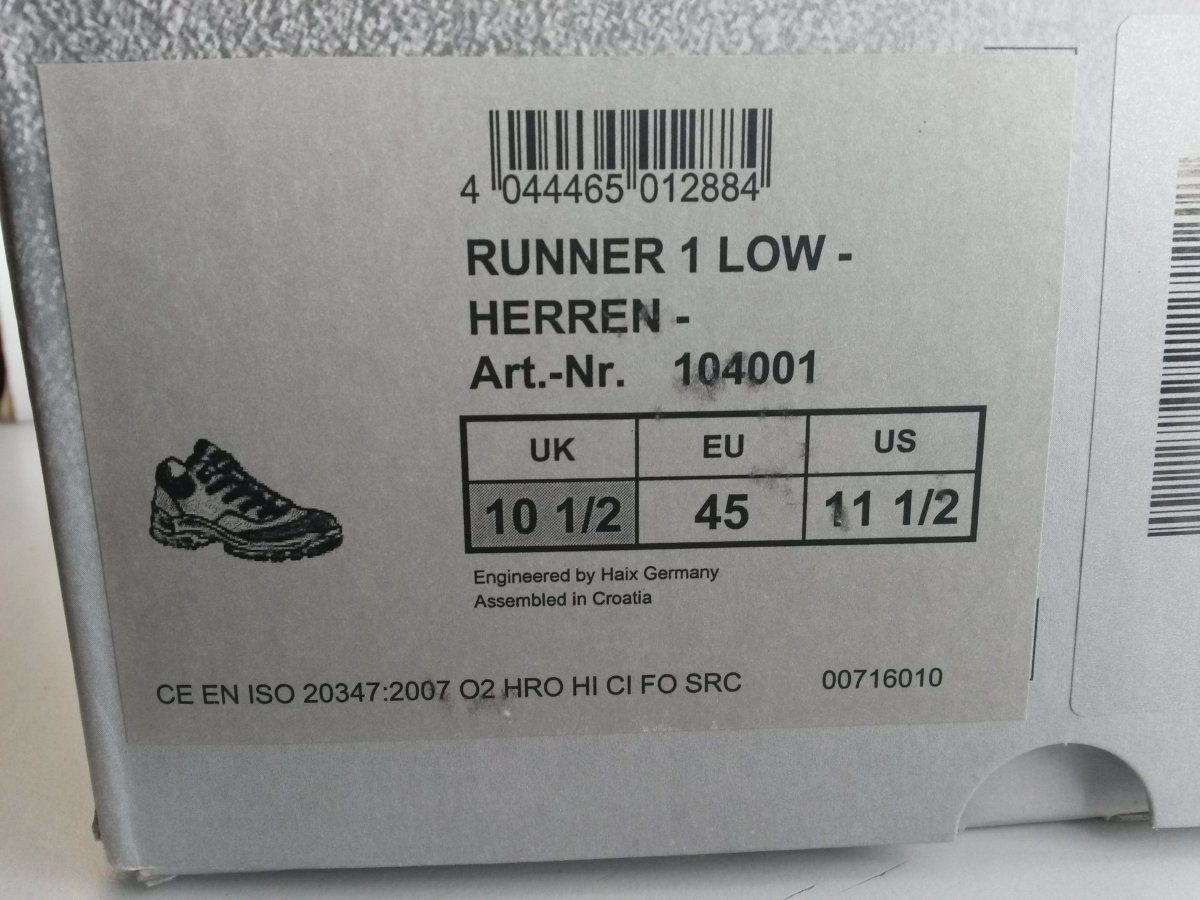 4 044465 012884
RUNNER 1 LOW -
HERREN -
Art.-Nr. 104001
UK EU US
10 1/2 45 11 1/2
Engineered by Haix Germany
Assembled in Croatia
CE EN ISO 20347:2007 O2 HRO HI CI FO SRC 00716010